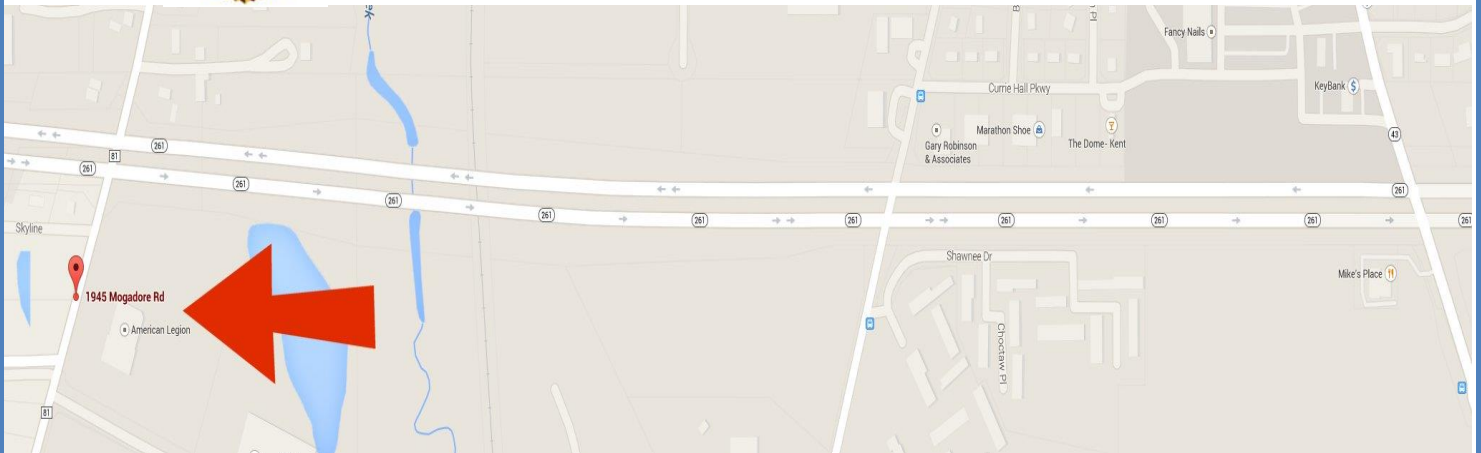 Fancy Nails
KeyBank
Currie Hall Pkwy
Marathon Shoe
The Dome- Kent
Gary Robinson
& Associates
43
81
261
261
261
261
261
261
261
261
261
261
261
261
261
Skyline
Shawnee Dr
Mike's Place
1945 Mogadore Rd
American Legion
Choctaw Pl
81